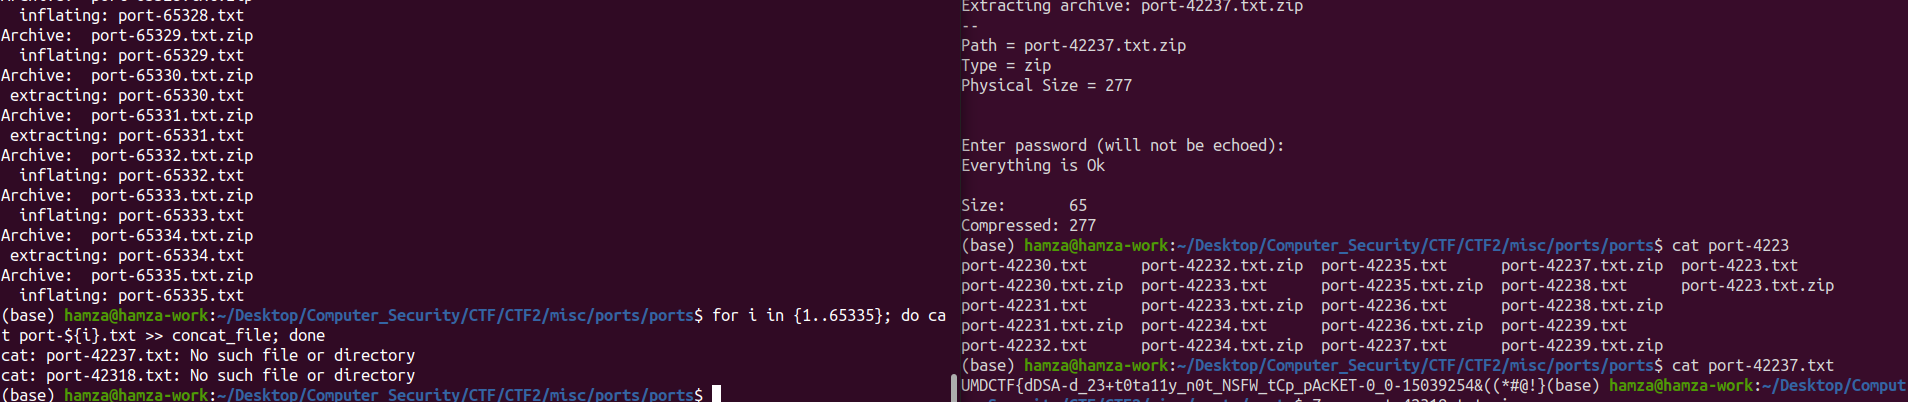 Archive:  port-65328.txt.zip
  inflating: port-65328.txt
Archive:  port-65329.txt.zip
  inflating: port-65329.txt
Archive:  port-65330.txt.zip
 extracting: port-65330.txt
Archive:  port-65331.txt.zip
 extracting: port-65331.txt
Archive:  port-65332.txt.zip
  inflating: port-65332.txt
Archive:  port-65333.txt.zip
  inflating: port-65333.txt
Archive:  port-65334.txt.zip
 extracting: port-65334.txt
Archive:  port-65335.txt.zip
  inflating: port-65335.txt
(base) hamza@hamza-work:~/Desktop/Computer_Security/CTF/CTF2/misc/ports/ports$ for i in {1..65335}; do ca
t port-${i}.txt >> concat_file; done
cat: port-42237.txt: No such file or directory
cat: port-42318.txt: No such file or directory
(base) hamza@hamza-work:~/Desktop/Computer_Security/CTF/CTF2/misc/ports/ports$
Extracting archive: port-42237.txt.zip
--
Path = port-42237.txt.zip
Type = zip
Physical Size = 277
Enter password (will not be echoed):
Everything is Ok
Size:       65
Compressed: 277
(base) hamza@hamza-work:~/Desktop/Computer_Security/CTF/CTF2/misc/ports/ports$ cat port-4223
port-42230.txt      port-42232.txt.zip  port-42235.txt      port-42237.txt.zip  port-4223.txt
port-42230.txt.zip  port-42233.txt      port-42235.txt.zip  port-42238.txt      port-4223.txt.zip
port-42231.txt      port-42233.txt.zip  port-42236.txt      port-42238.txt.zip
port-42231.txt.zip  port-42234.txt      port-42236.txt.zip  port-42239.txt
port-42232.txt      port-42234.txt.zip  port-42237.txt      port-42239.txt.zip
(base) hamza@hamza-work:~/Desktop/Computer_Security/CTF/CTF2/misc/ports/ports$ cat port-42237.txt
UMDCTF{dDSA-d_23+t0ta11y_n0t_NSFW_tCp_pAcKET-0_0-15039254&((*#@!}(base) hamza@hamza-work:~/Desktop/Comput